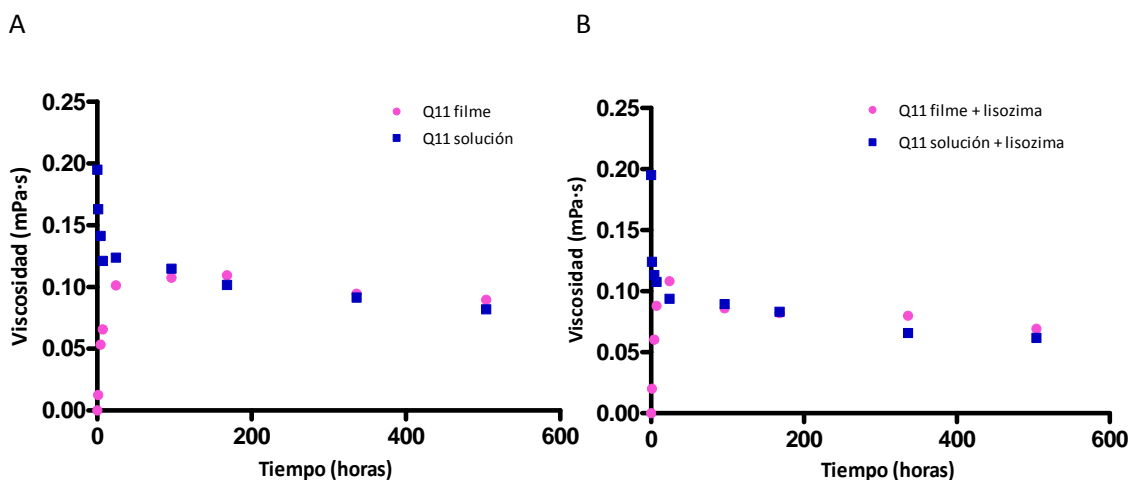 A
B
Q11 filme
Q11 solución
Viscosidad (mPa·s)
0.25
0.20
0.15
0.10
0.05
0.00
0
200
400
600
Tiempo (horas)
Q11 filme + lisozima
Q11 solución + lisozima
Viscosidad (mPa·s)
0.25
0.20
0.15
0.10
0.05
0.00
0
200
400
600
Tiempo (horas)